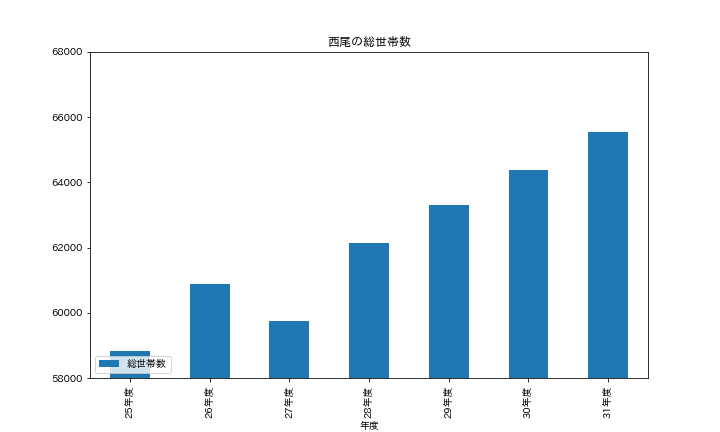 西尾の総世帯数
68000
66000
64000
62000
60000
58000
総世帯数
25年度
26年度
27年度
28年度
29年度
30年度
31年度
年度